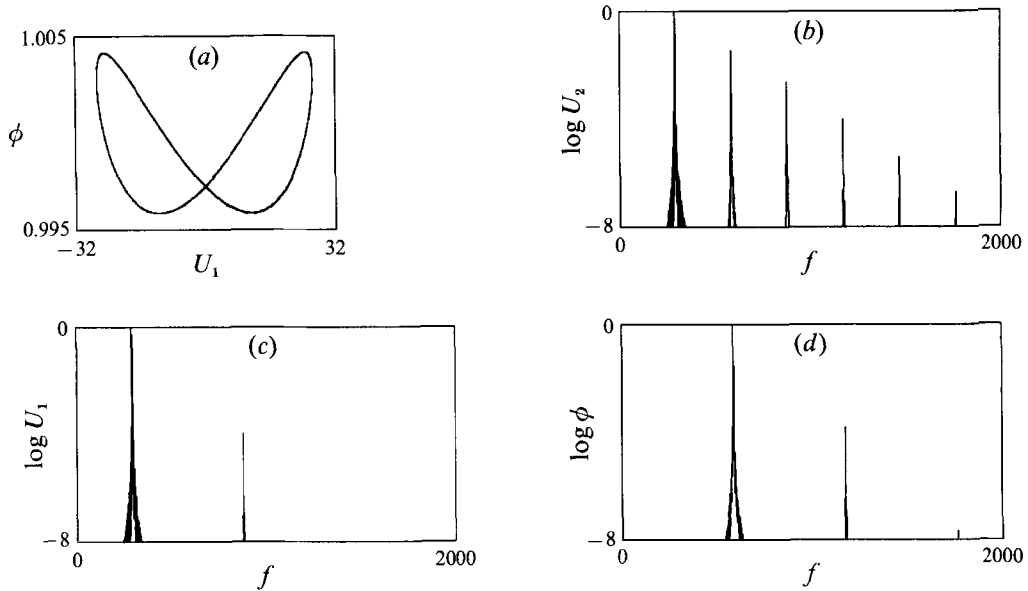 (a)
1.005
ϕ
0.995
−32
32
U₁
(b)
0
log U₂
−8
0
2000
f
(c)
0
log U₁
−8
0
2000
f
(d)
0
log ϕ
−8
0
2000
f